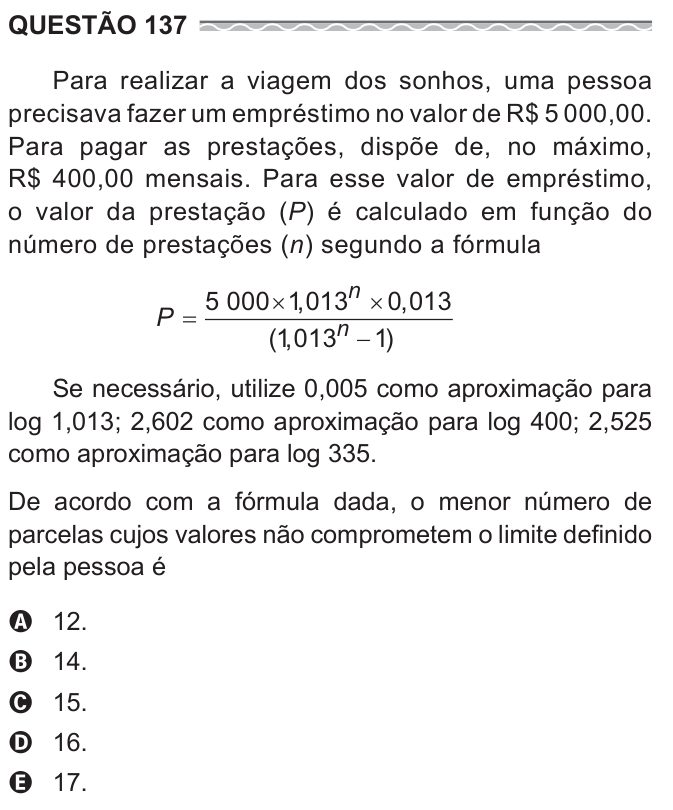 QUESTÃO 137
Para realizar a viagem dos sonhos, uma pessoa
precisava fazer um empréstimo no valor de R$ 5 000,00.
Para pagar as prestações, dispõe de, no máximo,
R$ 400,00 mensais. Para esse valor de empréstimo,
o valor da prestação (P) é calculado em função do
número de prestações (n) segundo a fórmula
P = 5 000 × 1,013^n × 0,013 / (1,013^n − 1)
Se necessário, utilize 0,005 como aproximação para
log 1,013; 2,602 como aproximação para log 400; 2,525
como aproximação para log 335.
De acordo com a fórmula dada, o menor número de
parcelas cujos valores não comprometem o limite definido
pela pessoa é
A 12.
B 14.
C 15.
D 16.
E 17.